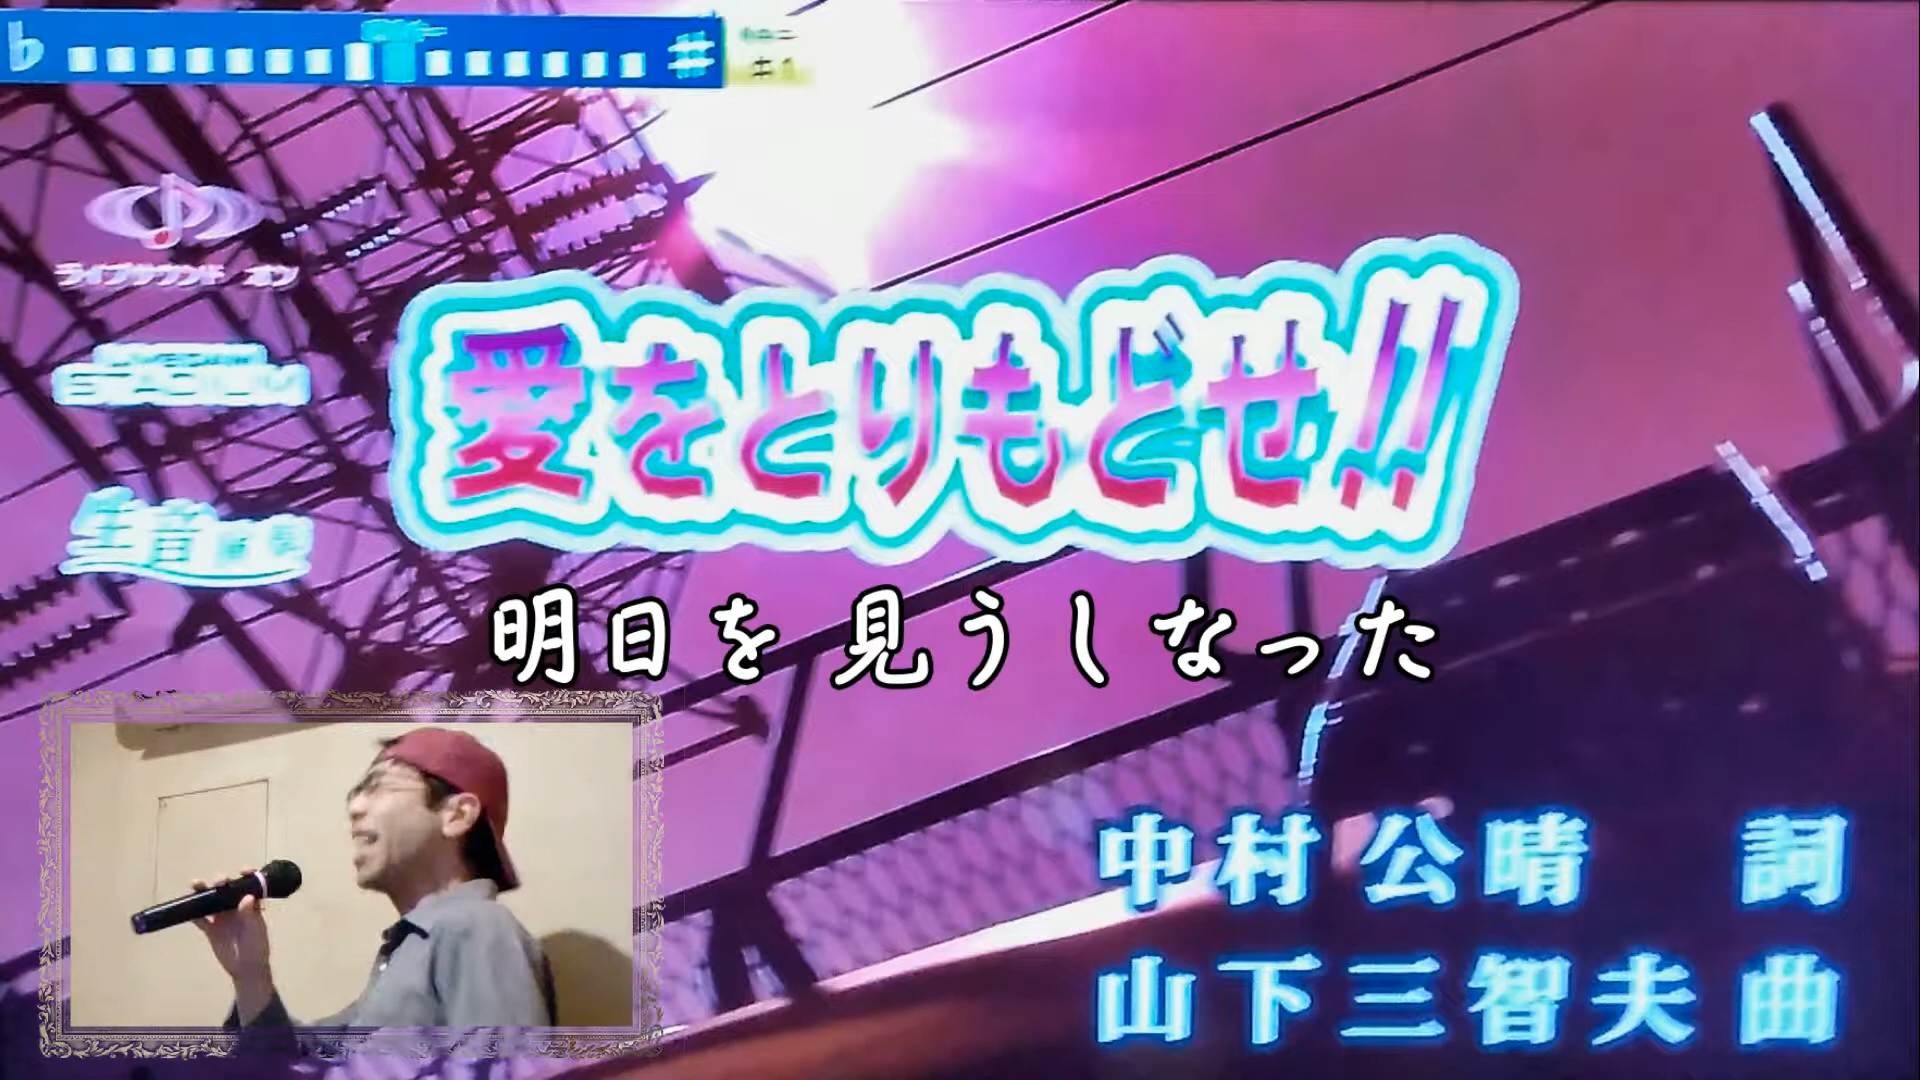 ♭ ♯
ライブサウンド オン
STADIUM
生音
愛をとりもどせ!!
明日を 見うしなった
中村公晴 詞
山下三智夫 曲